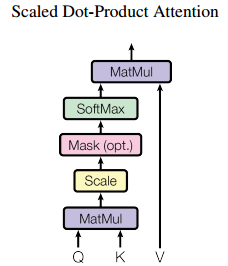 Scaled Dot-Product Attention
MatMul
SoftMax
Mask (opt.)
Scale
MatMul
Q K V